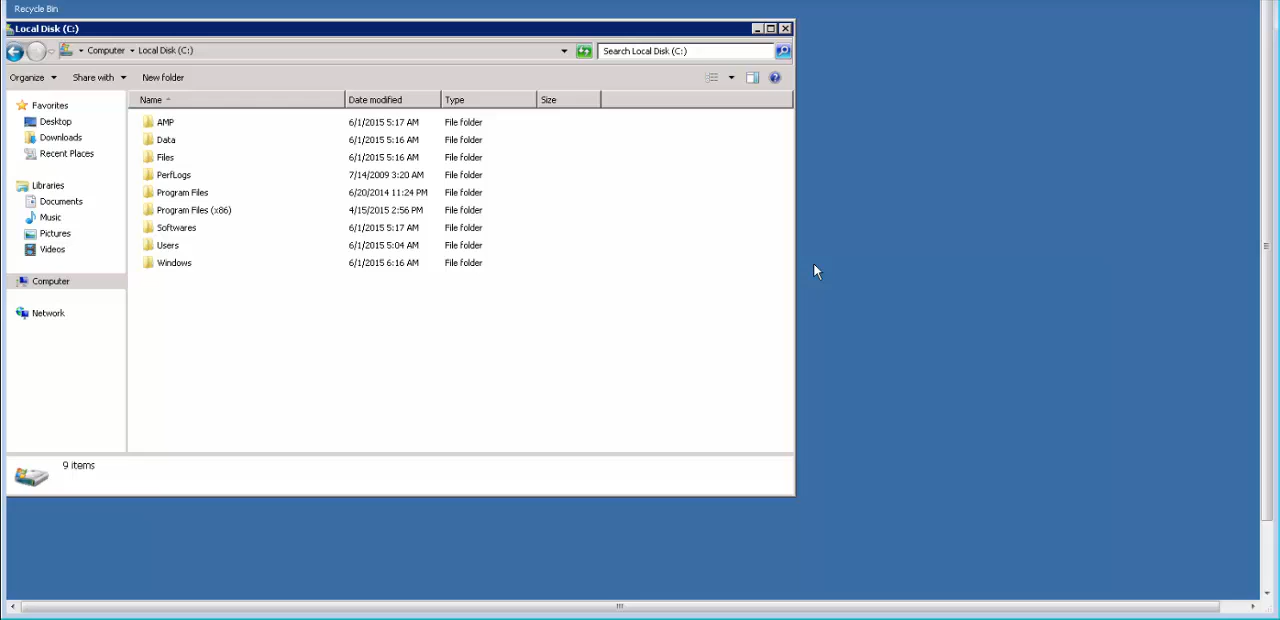 Recycle Bin
Local Disk (C:)
Computer Local Disk (C:)
Search Local Disk (C:)
Organize Share with New folder
Name Date modified Type Size
Favorites
Desktop
Downloads
Recent Places
Libraries
Documents
Music
Pictures
Videos
Computer
Network
AMP 6/1/2015 5:17 AM File folder
Data 6/1/2015 5:16 AM File folder
Files 6/1/2015 5:16 AM File folder
PerfLogs 7/14/2009 3:20 AM File folder
Program Files 6/20/2014 11:24 PM File folder
Program Files (x86) 4/15/2015 2:56 PM File folder
Softwares 6/1/2015 5:17 AM File folder
Users 6/1/2015 5:04 AM File folder
Windows 6/1/2015 6:16 AM File folder
9 items